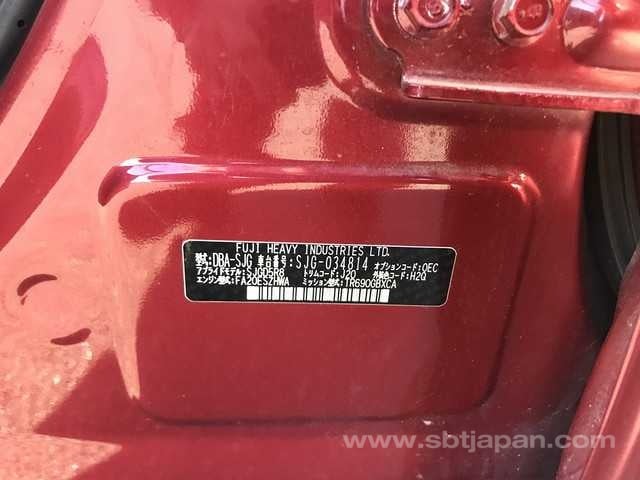 FUJI HEAVY INDUSTRIES LTD.
型式:DBA-SJG 車台番号:SJG-034814 オプションコード:OEC
アプライドモデル:SJGD5R8 トリムコード:J20 外装色コード:H2Q
エンジン型式:FA20ESZHWA ミッション型式:TR690GBXCA
www.sbtjapan.com